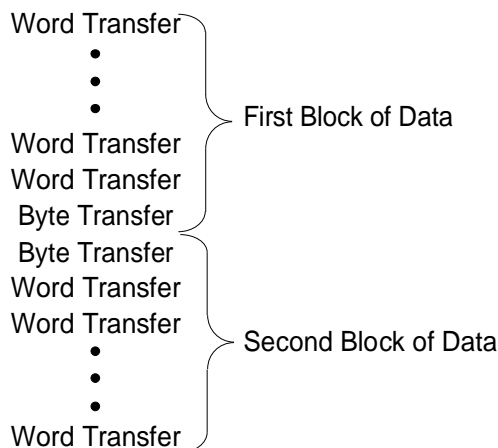 Word Transfer
•
•
•
First Block of Data
Word Transfer
Word Transfer
Byte Transfer
Byte Transfer
Word Transfer
Word Transfer
Second Block of Data
•
•
•
Word Transfer